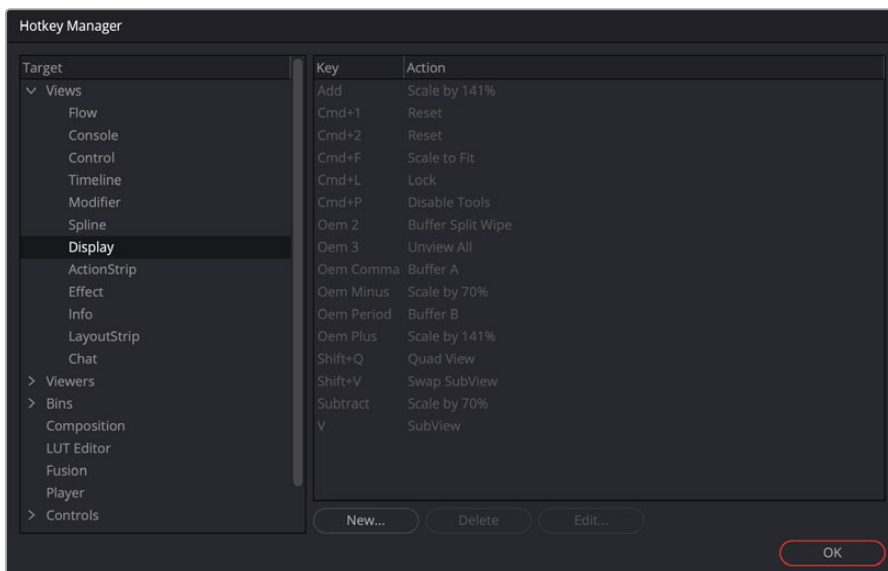 Hotkey Manager
Target
Views
Flow
Console
Control
Timeline
Modifier
Spline
Display
ActionStrip
Effect
Info
LayoutStrip
Chat
Viewers
Bins
Composition
LUT Editor
Fusion
Player
Controls
Key Action
Add Scale by 141%
Cmd+1 Reset
Cmd+2 Reset
Cmd+F Scale to Fit
Cmd+L Lock
Cmd+P Disable Tools
Oem 2 Buffer Split Wipe
Oem 3 Unview All
Oem Comma Buffer A
Oem Minus Scale by 70%
Oem Period Buffer B
Oem Plus Scale by 141%
Shift+Q Quad View
Shift+V Swap SubView
Subtract Scale by 70%
V SubView
New... Delete Edit...
OK